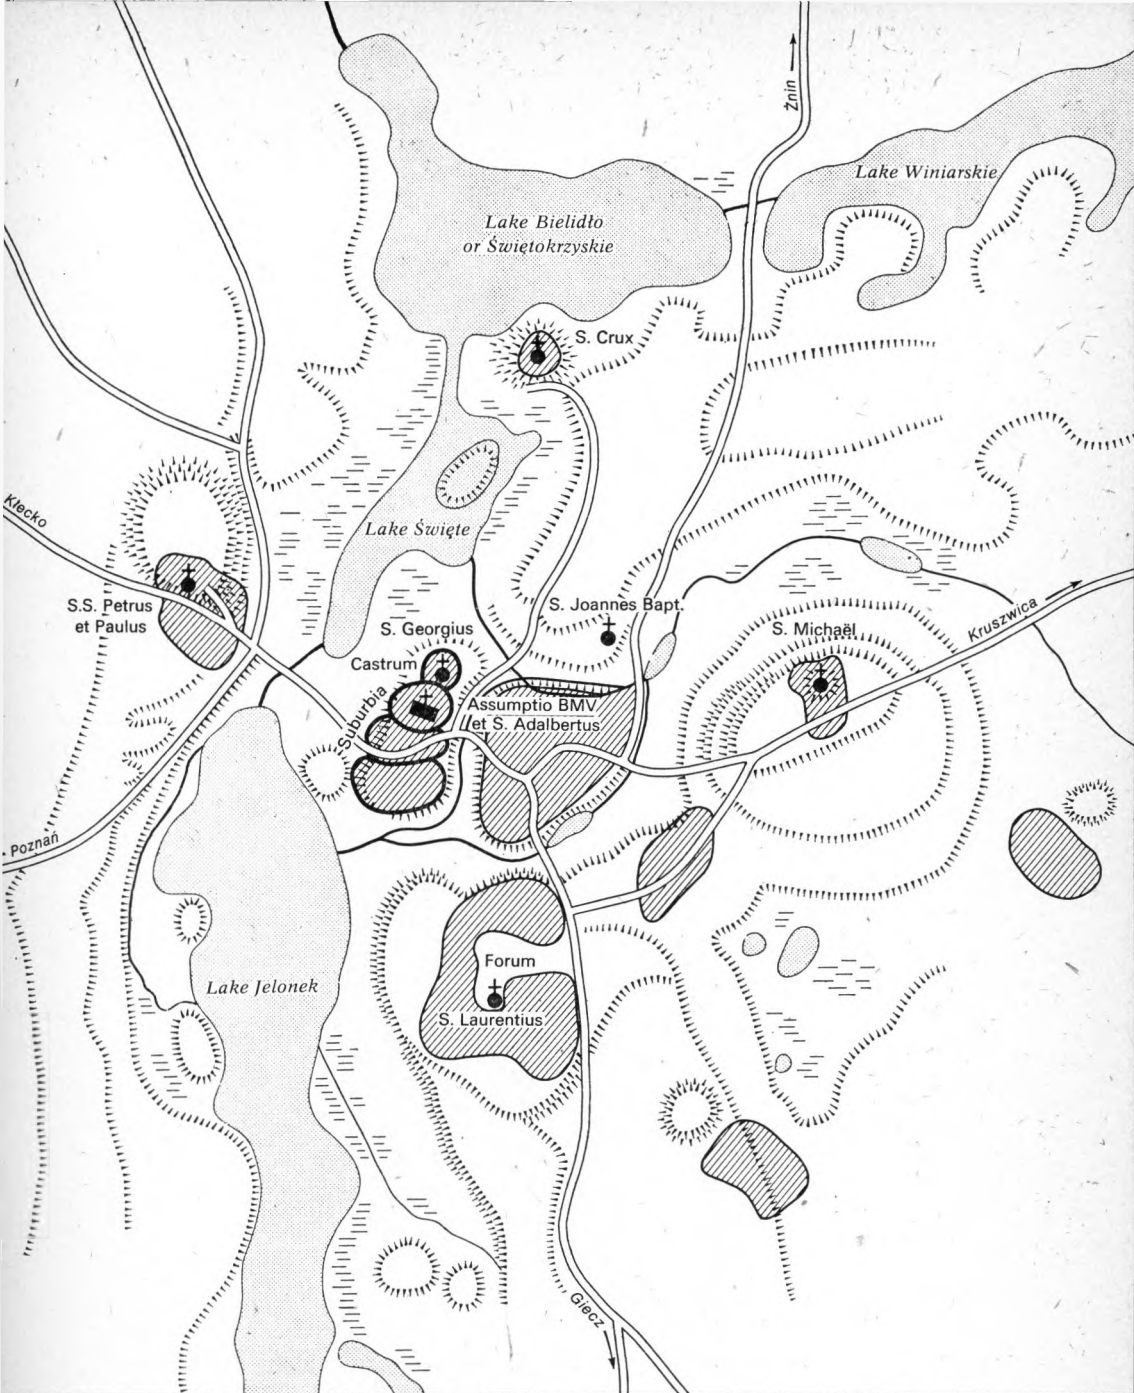 Żnin
Lake Winiarskie
Lake Bielidło
or Świętokrzyskie
S. Crux
Kłecko
Lake Święte
S.S. Petrus
et Paulus
S. Joannes Bapt.
S. Georgius
S. Michaël
Kruszwica
Castrum
Suburbia
Assumptio BMV
et S. Adalbertus
Poznań
Forum
Lake Jelonek
S. Laurentius
Giecz